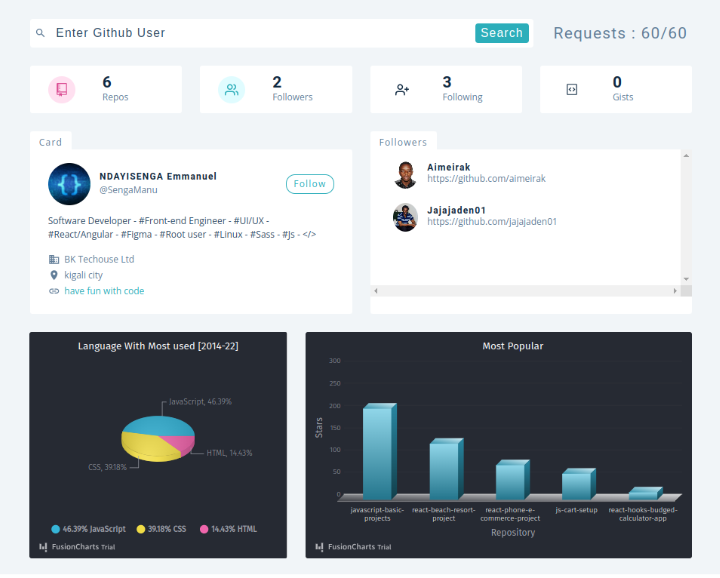 Enter Github User
Search
Requests : 60/60
6
Repos
2
Followers
3
Following
0
Gists
Card
NDAYISENGA Emmanuel
@SengaManu
Follow
Software Developer - #Front-end Engineer - #UI/UX -
#React/Angular - #Figma - #Root user - #Linux - #Sass - #Js - </>
BK Techouse Ltd
kigali city
have fun with code
Followers
Aimeirak
https://github.com/aimeirak
Jajajaden01
https://github.com/Jajajaden01
Language With Most used [2014-22]
JavaScript, 46.39%
HTML, 14.43%
CSS, 39.18%
46.39% JavaScript
39.18% CSS
14.43% HTML
FusionCharts Trial
Most Popular
Stars
300
250
200
150
100
50
0
javascript-basic-
projects
react-beach-resort-
project
react-phone-e-
commerce-project
js-cart-setup
react-hooks-budged-
calculator-app
Repository
FusionCharts Trial